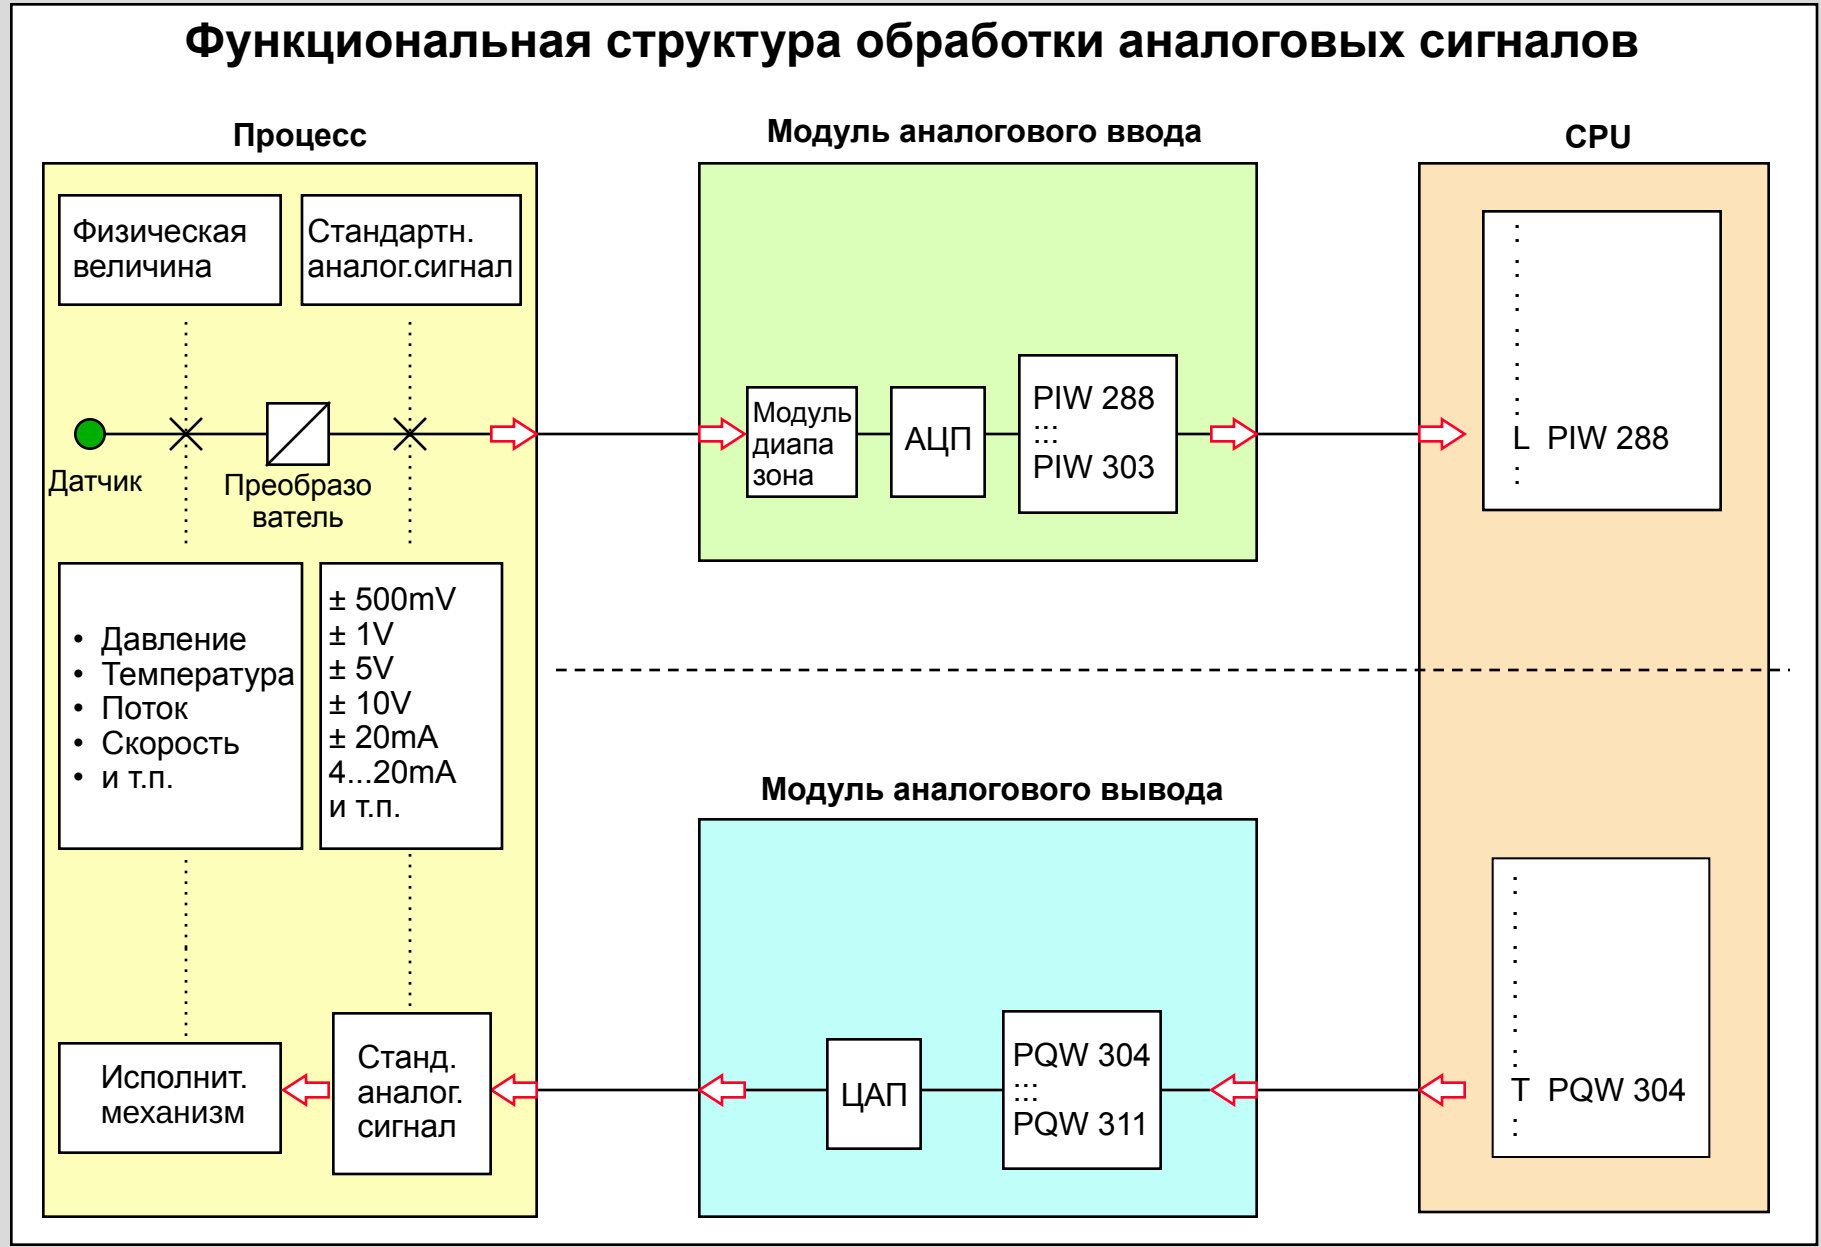 Функциональная структура обработки аналоговых сигналов
Процесс
Модуль аналогового ввода
CPU
Физическая
величина
Стандартн.
аналог.сигнал
Датчик
Преобразо
ватель
Модуль
диапа
зона
АЦП
PIW 288
:::
PIW 303
:
:
:
:
:
:
:
L PIW 288
:
• Давление
• Температура
• Поток
• Скорость
• и т.п.
± 500mV
± 1V
± 5V
± 10V
± 20mA
4...20mA
и т.п.
Модуль аналогового вывода
Исполнит.
механизм
Станд.
аналог.
сигнал
ЦАП
PQW 304
:::
PQW 311
:
:
:
:
:
:
:
T PQW 304
: